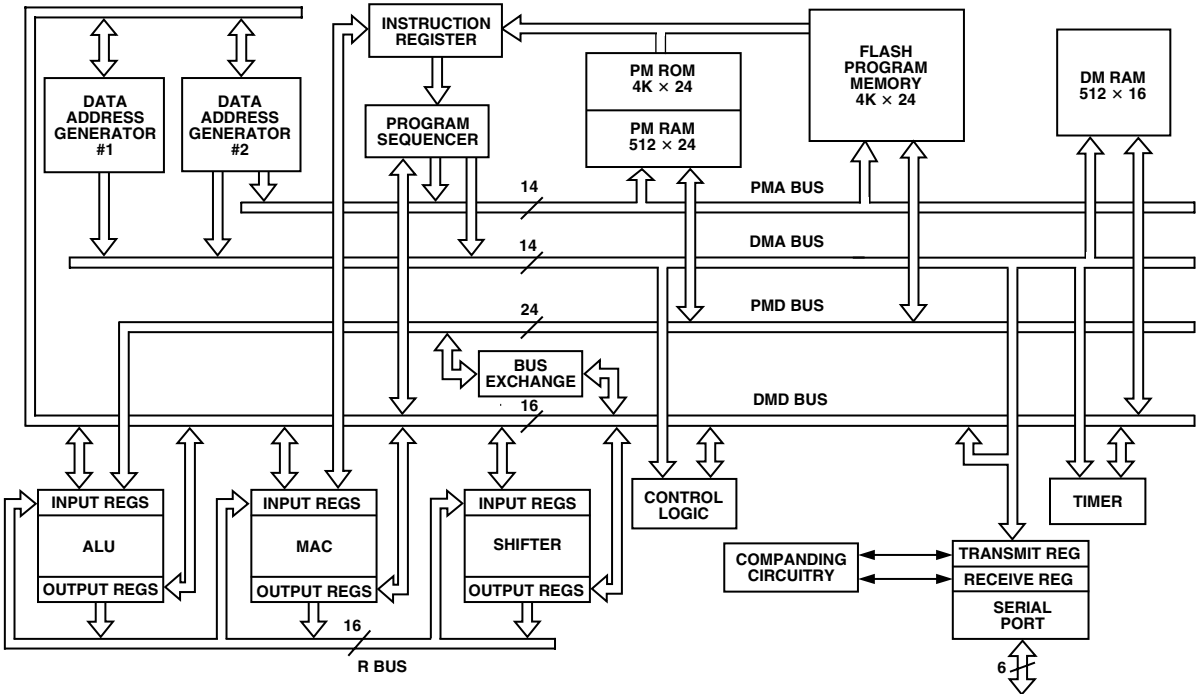 INSTRUCTION
REGISTER
FLASH
PROGRAM
MEMORY
4K × 24
PM ROM
4K × 24
PM RAM
512 × 24
DM RAM
512 × 16
DATA
ADDRESS
GENERATOR
#1
DATA
ADDRESS
GENERATOR
#2
PROGRAM
SEQUENCER
14
PMA BUS
14
DMA BUS
24
PMD BUS
BUS
EXCHANGE
16
DMD BUS
INPUT REGS
ALU
OUTPUT REGS
INPUT REGS
MAC
OUTPUT REGS
INPUT REGS
SHIFTER
OUTPUT REGS
CONTROL
LOGIC
TIMER
COMPANDING
CIRCUITRY
TRANSMIT REG
RECEIVE REG
SERIAL
PORT
16
R BUS
6